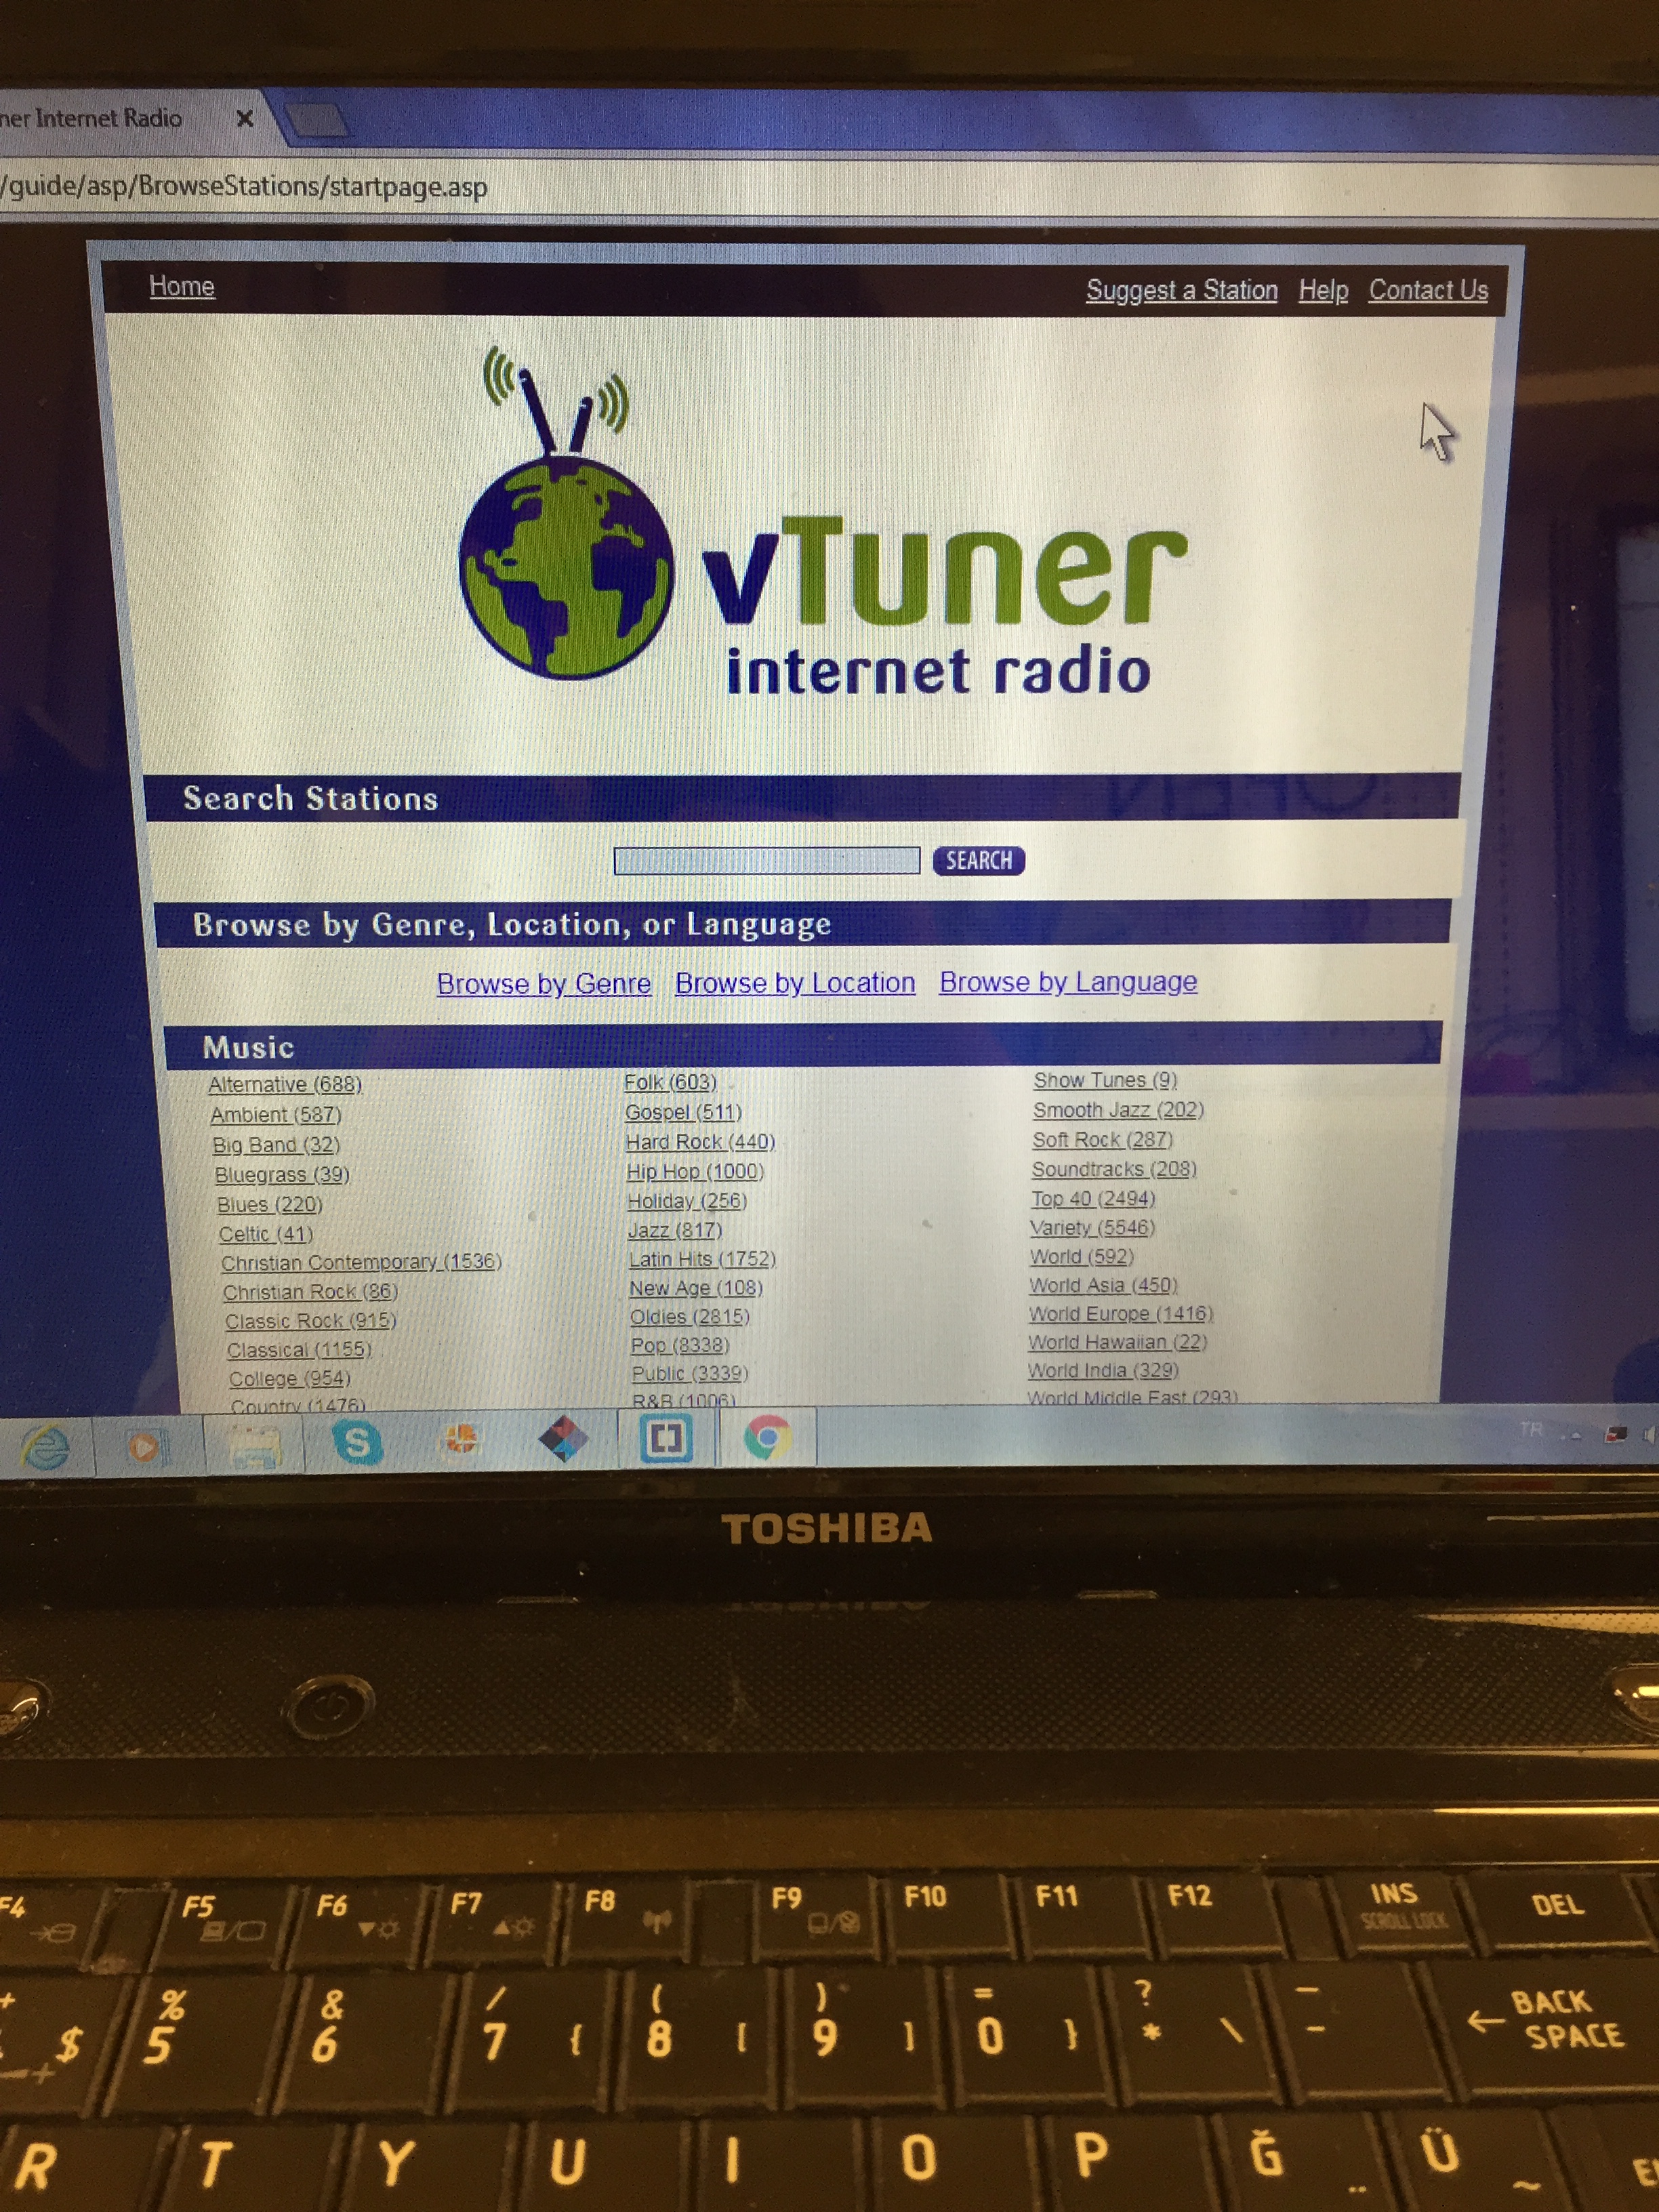 ner Internet Radio
/guide/asp/BrowseStations/startpage.asp
Home Suggest a Station Help Contact Us
vTuner
internet radio
Search Stations
SEARCH
Browse by Genre, Location, or Language
Browse by Genre Browse by Location Browse by Language
Music
Alternative (688) Folk (603) Show Tunes (9)
Ambient (587) Gospel (511) Smooth Jazz (202)
Big Band (32) Hard Rock (440) Soft Rock (287)
Bluegrass (39) Hip Hop (1000) Soundtracks (208)
Blues (220) Holiday (256) Top 40 (2494)
Celtic (41) Jazz (817) Variety (5546)
Christian Contemporary (1536) Latin Hits (1752) World (592)
Christian Rock (86) New Age (108) World Asia (450)
Classic Rock (915) Oldies (2815) World Europe (1416)
Classical (1155) Pop (3338) World Hawaiian (22)
College (954) Public (3339) World India (329)
Country (1476) R&B (1006) World Middle East (293)
TR
TOSHIBA
F4 F5 F6 F7 F8 F9 F10 F11 F12 INS DEL
SCROLL LOCK
+ % & / ( ) = ? _ BACK
$ 5 6 7 { 8 [ 9 ] 0 } * \ - SPACE
R T Y U I O P Ğ ¨ Ü ~